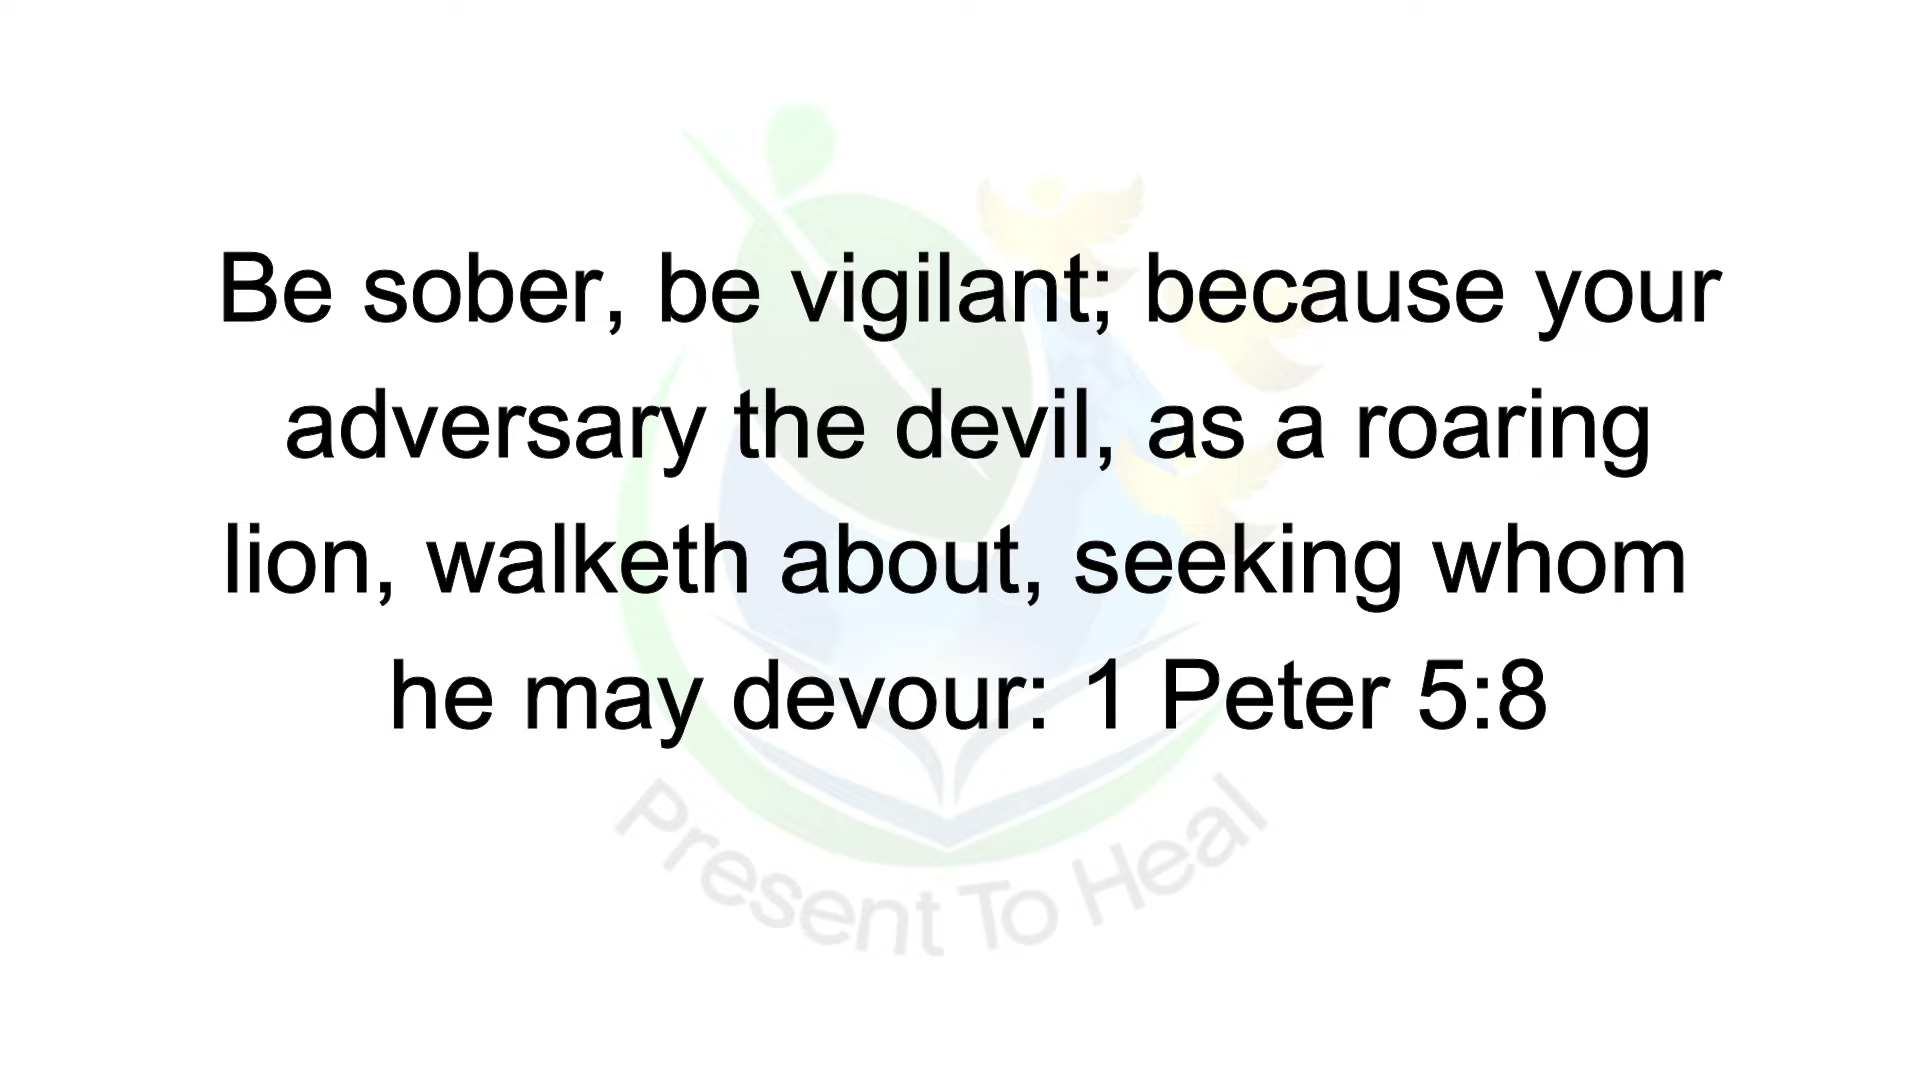 Be sober, be vigilant; because your
adversary the devil, as a roaring
lion, walketh about, seeking whom
he may devour: 1 Peter 5:8
Present To Heal